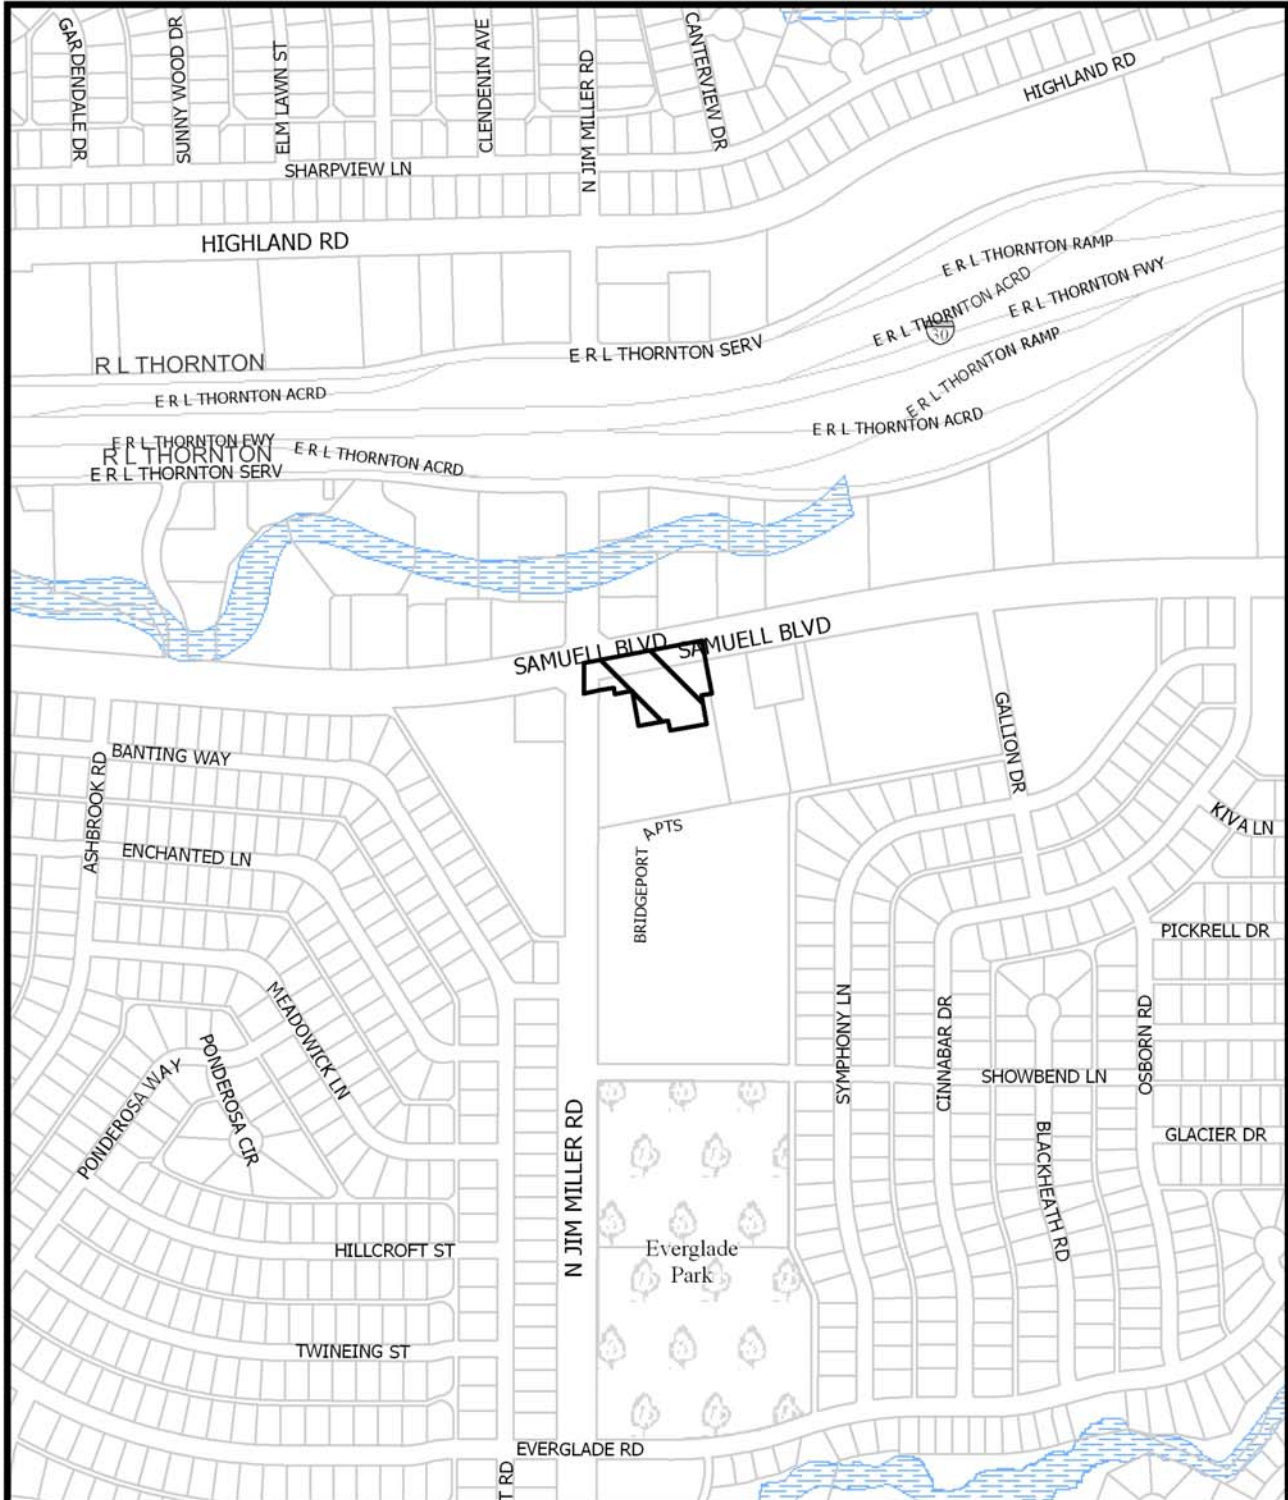 GARDENDALE DR
SUNNY WOOD DR
ELM LAWN ST
CLENDENIN AVE
N JIM MILLER RD
CANTERVIEW DR
HIGHLAND RD
SHARPVIEW LN
HIGHLAND RD
E R L THORNTON RAMP
E R L THORNTON ACRD
E R L THORNTON FWY
30
E R L THORNTON SERV
R L THORNTON
E R L THORNTON RAMP
E R L THORNTON ACRD
E R L THORNTON ACRD
E R L THORNTON FWY
R L THORNTON
E R L THORNTON SERV
E R L THORNTON ACRD
SAMUELL BLVD
SAMUELL BLVD
GALLION DR
BANTING WAY
ASHBROOK RD
KIVA LN
APTS
BRIDGEPORT
ENCHANTED LN
PICKRELL DR
MEADOWICK LN
SYMPHONY LN
CINNABAR DR
OSBORN RD
PONDEROSA WAY
PONDEROSA CIR
SHOWBEND LN
N JIM MILLER RD
BLACKHEATH RD
GLACIER DR
HILLCROFT ST
Everglade
Park
TWINEING ST
EVERGLADE RD
T RD